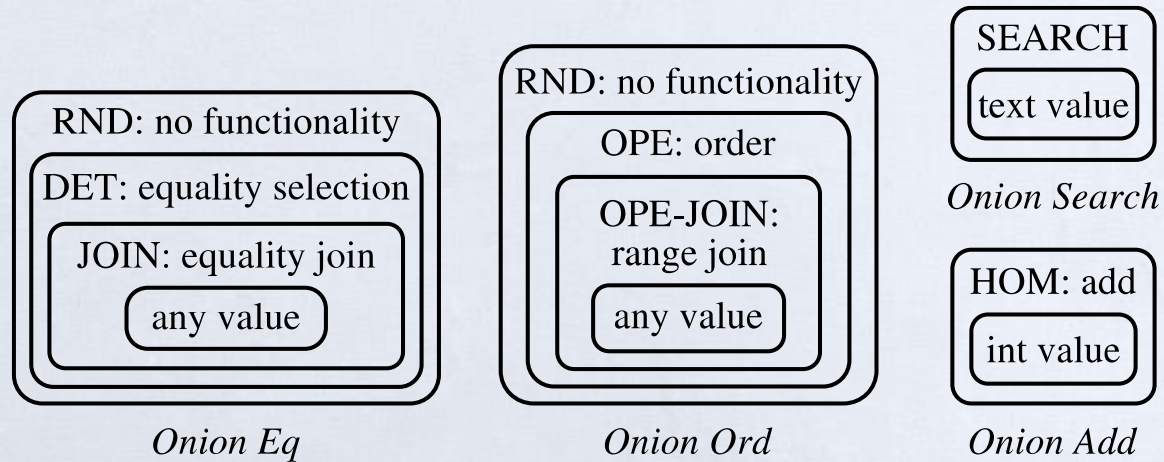 RND: no functionality
DET: equality selection
JOIN: equality join
any value
Onion Eq
RND: no functionality
OPE: order
OPE-JOIN:
range join
any value
Onion Ord
SEARCH
text value
Onion Search
HOM: add
int value
Onion Add